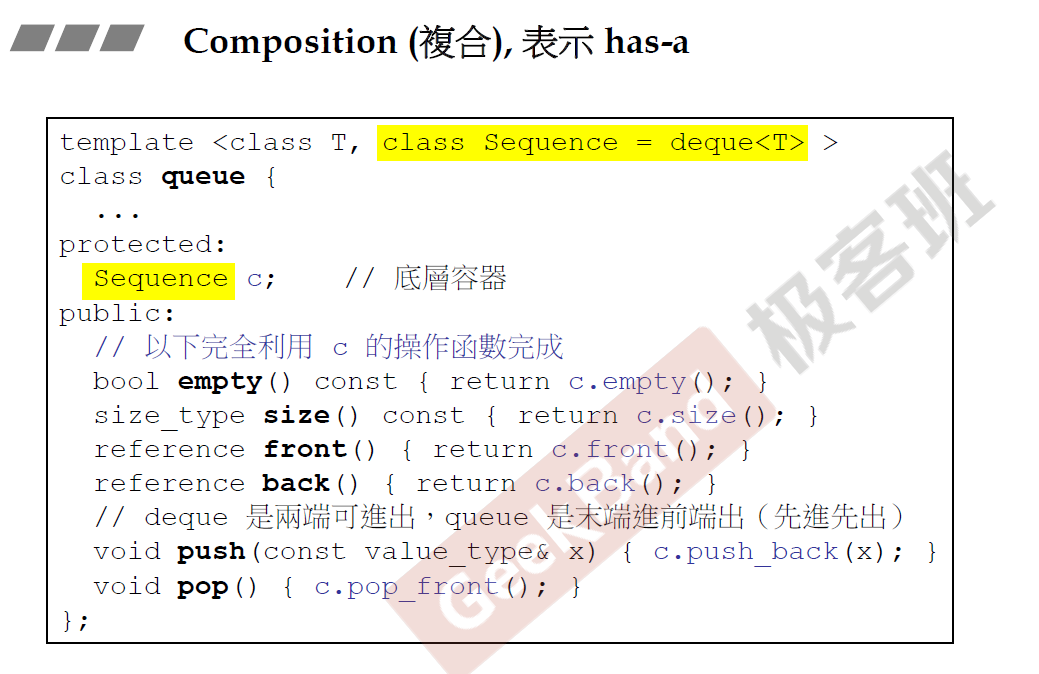 Composition (複合), 表示 has-a
template <class T, class Sequence = deque<T> >
class queue {
...
protected:
Sequence c; // 底層容器
public:
// 以下完全利用 c 的操作函數完成
bool empty() const { return c.empty(); }
size_type size() const { return c.size(); }
reference front() { return c.front(); }
reference back() { return c.back(); }
// deque 是兩端可進出，queue 是末端進前端出（先進先出）
void push(const value_type& x) { c.push_back(x); }
void pop() { c.pop_front(); }
};
GeekBand 极客班